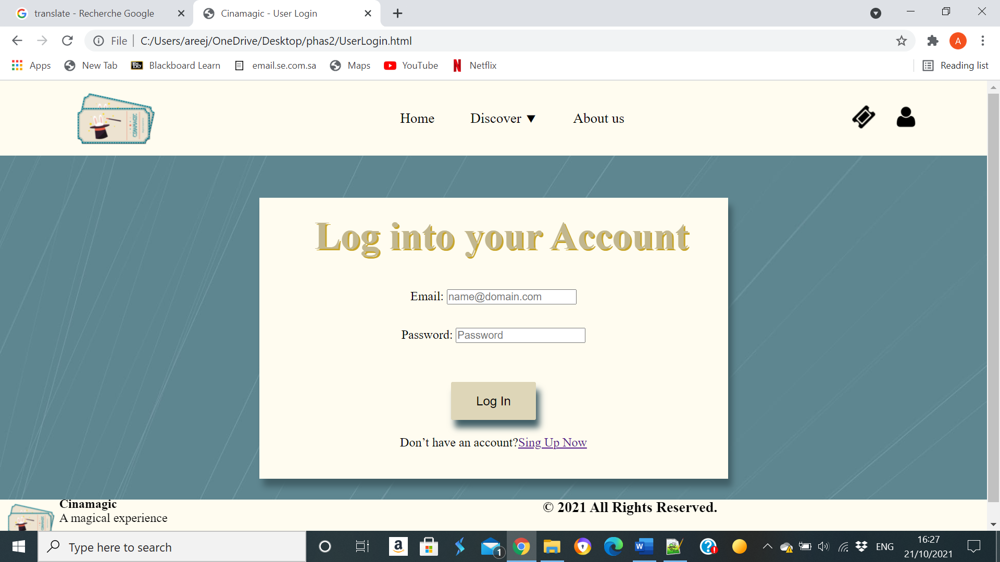 translate - Recherche Google
Cinamagic - User Login
File
C:/Users/areej/OneDrive/Desktop/phas2/UserLogin.html
A
Apps
New Tab
Bb
Blackboard Learn
email.se.com.sa
Maps
YouTube
Netflix
Reading list
CINAMAGIC
Home
Discover ▼
About us
Log into your Account
Email: name@domain.com
Password: Password
Log In
Don’t have an account?Sing Up Now
Cinamagic
A magical experience
© 2021 All Rights Reserved.
Type here to search
a
1
W
ENG
16:27
21/10/2021